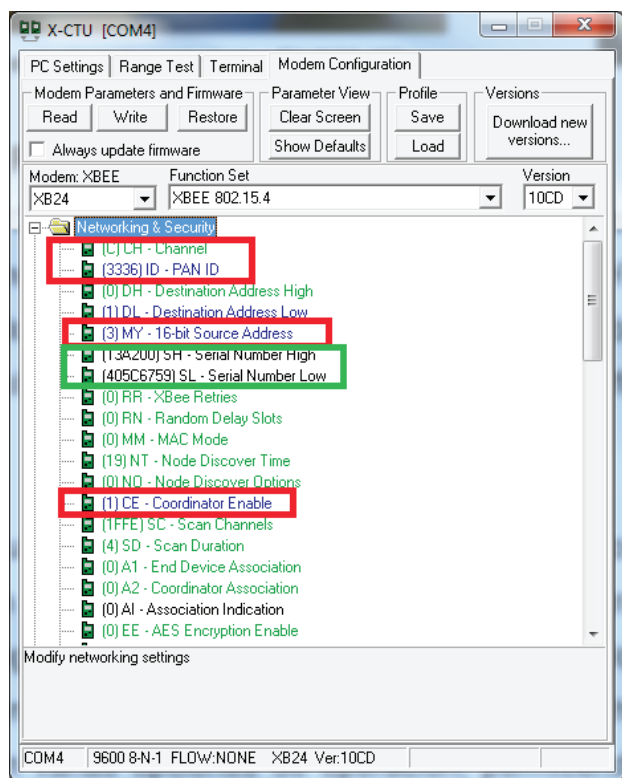 X-CTU [COM4]
PC Settings Range Test Terminal Modem Configuration
Modem Parameters and Firmware Parameter View Profile Versions
Read Write Restore Clear Screen Save Download new versions...
Always update firmware Show Defaults Load
Modem: XBEE Function Set Version
XB24 XBEE 802.15.4 10CD
Networking & Security
(C) CH - Channel
(3336) ID - PAN ID
(0) DH - Destination Address High
(1) DL - Destination Address Low
(3) MY - 16-bit Source Address
(13A200) SH - Serial Number High
(405C6759) SL - Serial Number Low
(0) RR - XBee Retries
(0) RN - Random Delay Slots
(0) MM - MAC Mode
(19) NT - Node Discover Time
(0) NO - Node Discover Options
(1) CE - Coordinator Enable
(1FFE) SC - Scan Channels
(4) SD - Scan Duration
(0) A1 - End Device Association
(0) A2 - Coordinator Association
(0) AI - Association Indication
(0) EE - AES Encryption Enable
Modify networking settings
COM4 9600 8-N-1 FLOW:NONE XB24 Ver:10CD